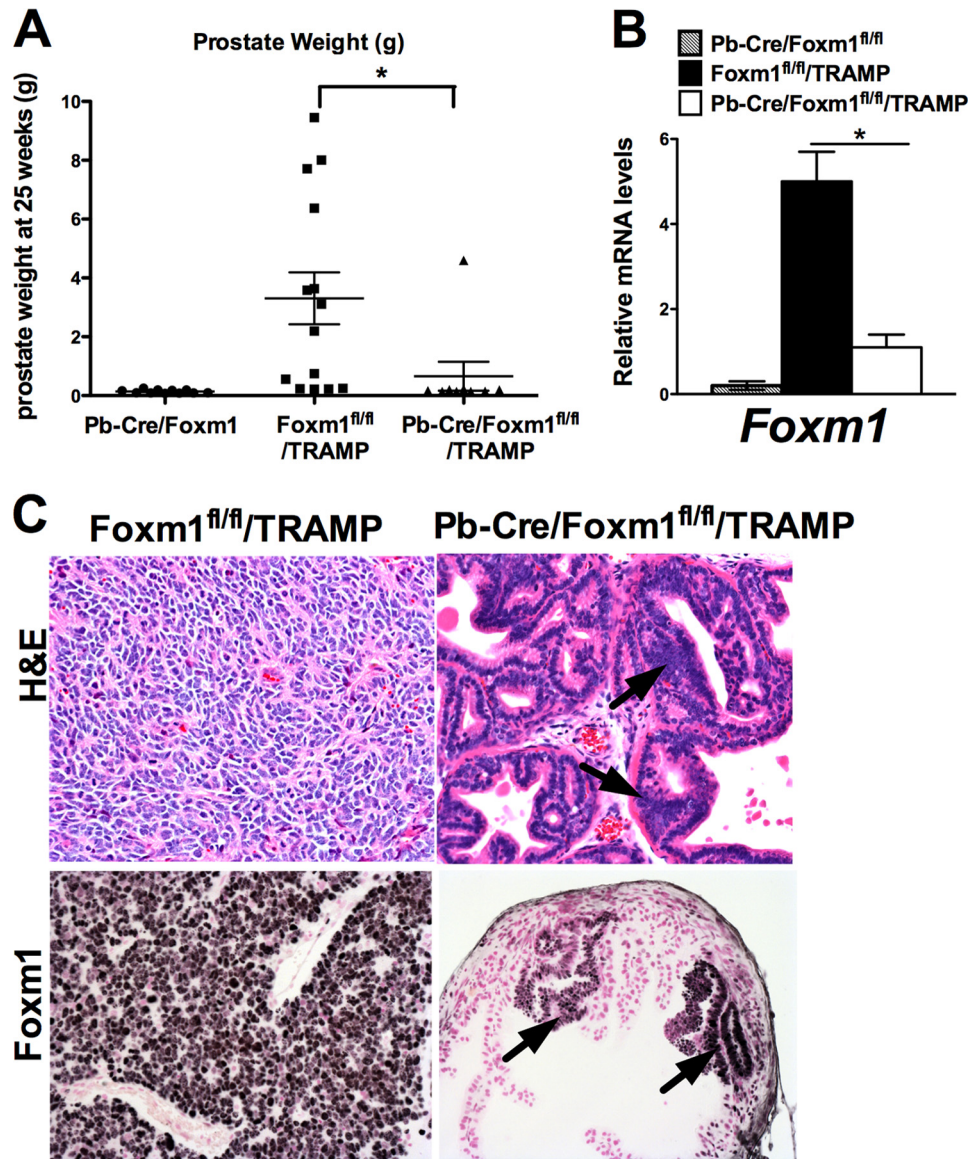 A
Prostate Weight (g)
*
prostate weight at 25 weeks (g)
10
8
6
4
2
0
Pb-Cre/Foxm1
Foxm1fl/fl
/TRAMP
Pb-Cre/Foxm1fl/fl
/TRAMP
B
Pb-Cre/Foxm1fl/fl
Foxm1fl/fl/TRAMP
Pb-Cre/Foxm1fl/fl/TRAMP
*
Relative mRNA levels
6
4
2
0
Foxm1
C
Foxm1fl/fl/TRAMP
Pb-Cre/Foxm1fl/fl/TRAMP
H&E
Foxm1